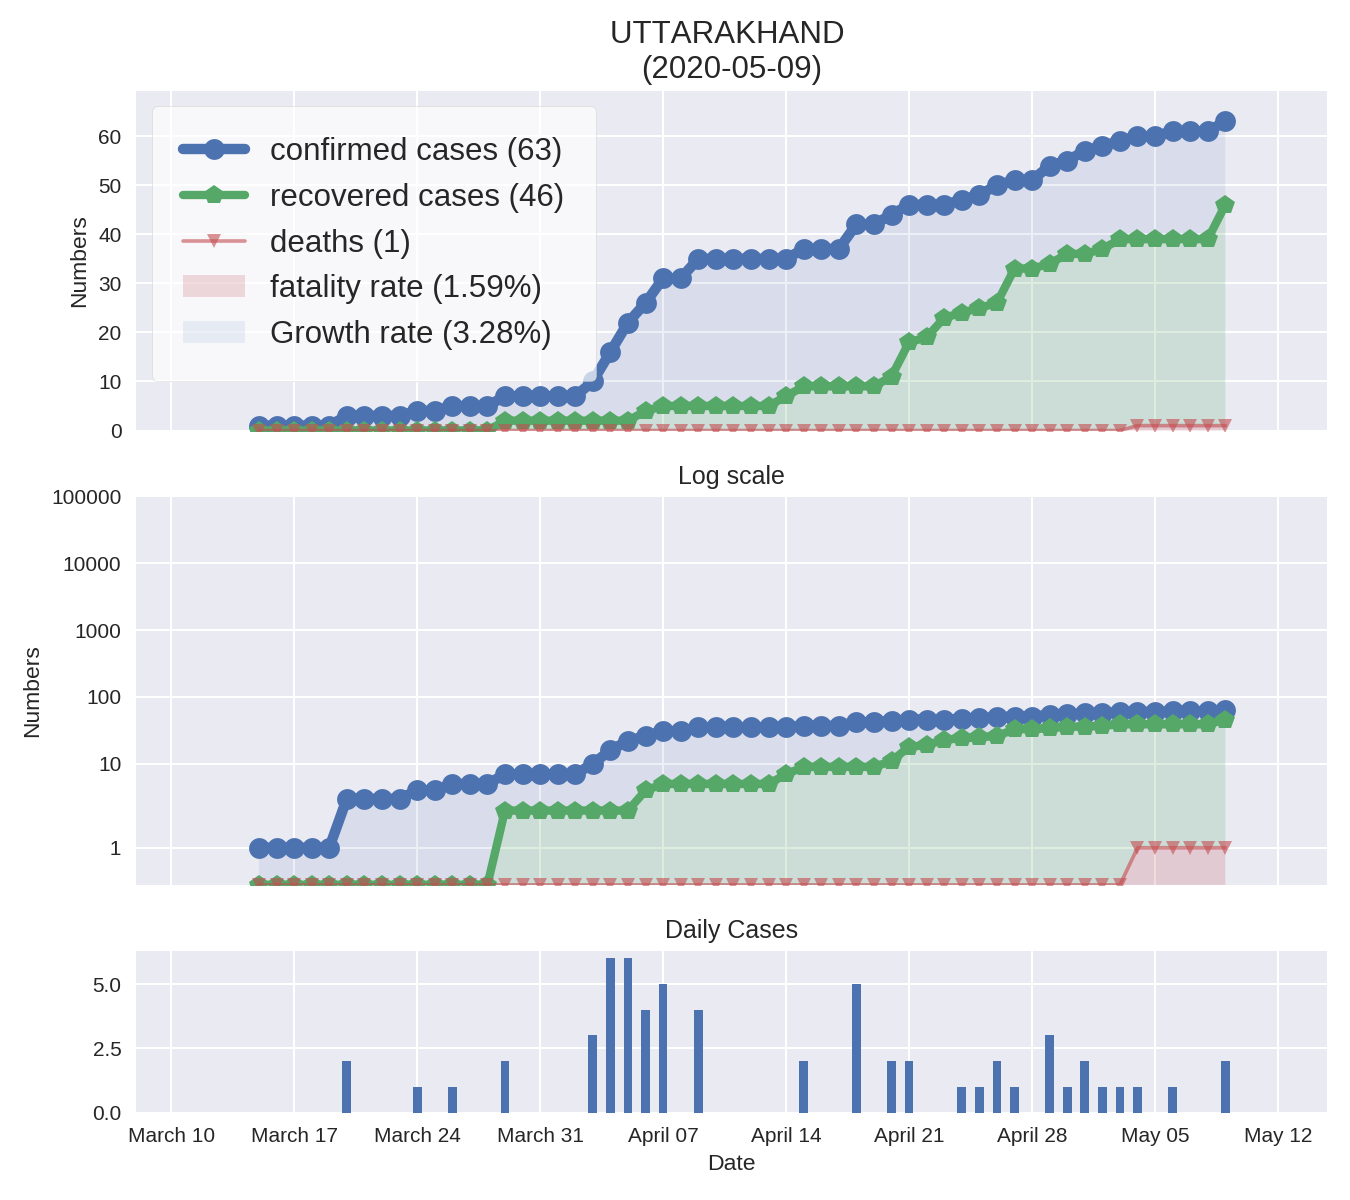 UTTARAKHAND
(2020-05-09)
confirmed cases (63)
recovered cases (46)
deaths (1)
fatality rate (1.59%)
Growth rate (3.28%)
Numbers
60
50
40
30
20
10
0
Log scale
100000
10000
1000
100
10
1
Numbers
Daily Cases
5.0
2.5
0.0
March 10 March 17 March 24 March 31 April 07 April 14 April 21 April 28 May 05 May 12
Date